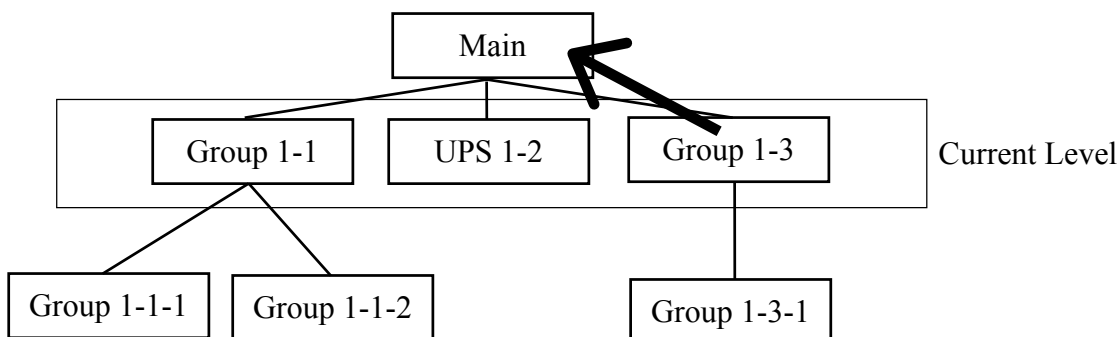 Main
Group 1-1
UPS 1-2
Group 1-3
Current Level
Group 1-1-1
Group 1-1-2
Group 1-3-1